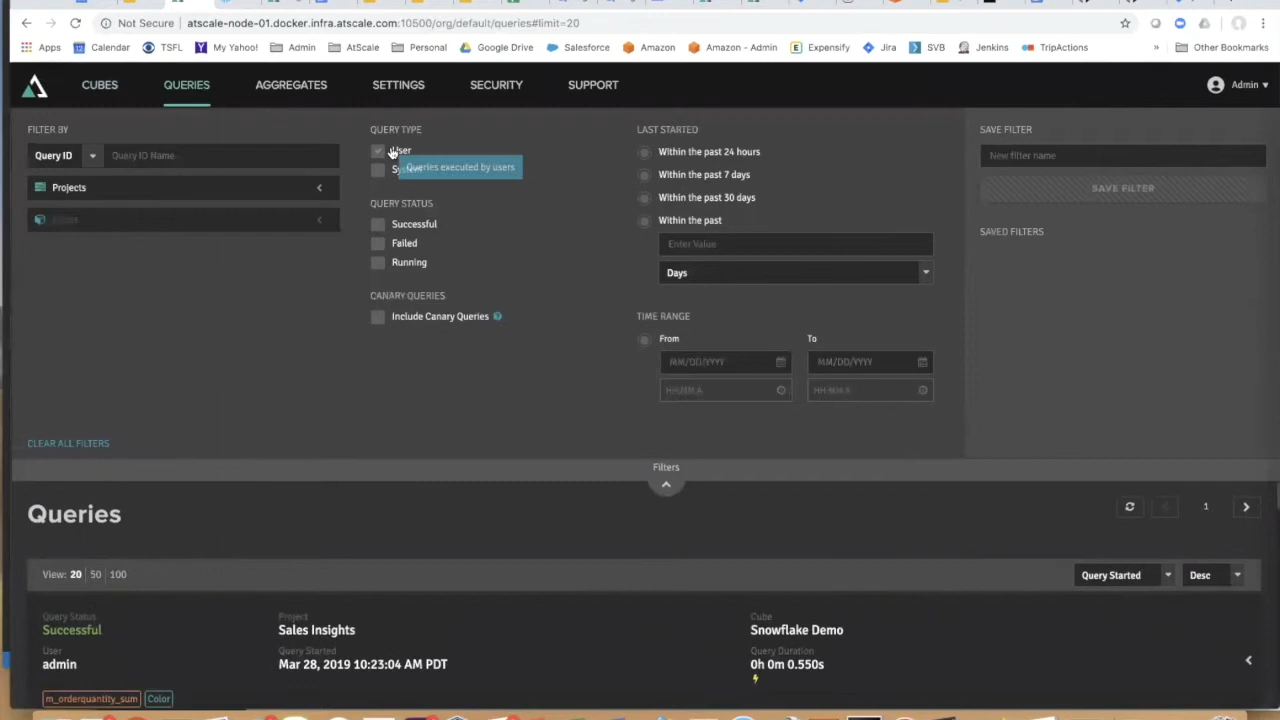 Not Secure | atscale-node-01.docker.infra.atscale.com:10500/org/default/queries#limit=20
Apps Calendar TSFL My Yahoo! Admin AtScale Personal Google Drive Salesforce Amazon Amazon - Admin Expensify Jira SVB Jenkins TripActions » Other Bookmarks
CUBES QUERIES AGGREGATES SETTINGS SECURITY SUPPORT Admin
FILTER BY
Query ID Query ID Name
Projects
QUERY TYPE
User
Queries executed by users
QUERY STATUS
Successful
Failed
Running
CANARY QUERIES
Include Canary Queries
LAST STARTED
Within the past 24 hours
Within the past 7 days
Within the past 30 days
Within the past
Enter Value
Days
TIME RANGE
From To
MM/DD/YYYY MM/DD/YYYY
HH:MM A HH:MM A
SAVE FILTER
New filter name
SAVE FILTER
SAVED FILTERS
CLEAR ALL FILTERS
Filters
Queries
1
View: 20 | 50 | 100
Query Started Desc
Query Status Project Cube
Successful Sales Insights Snowflake Demo
User Query Started Query Duration
admin Mar 28, 2019 10:23:04 AM PDT 0h 0m 0.550s
m_orderquantity_sum Color